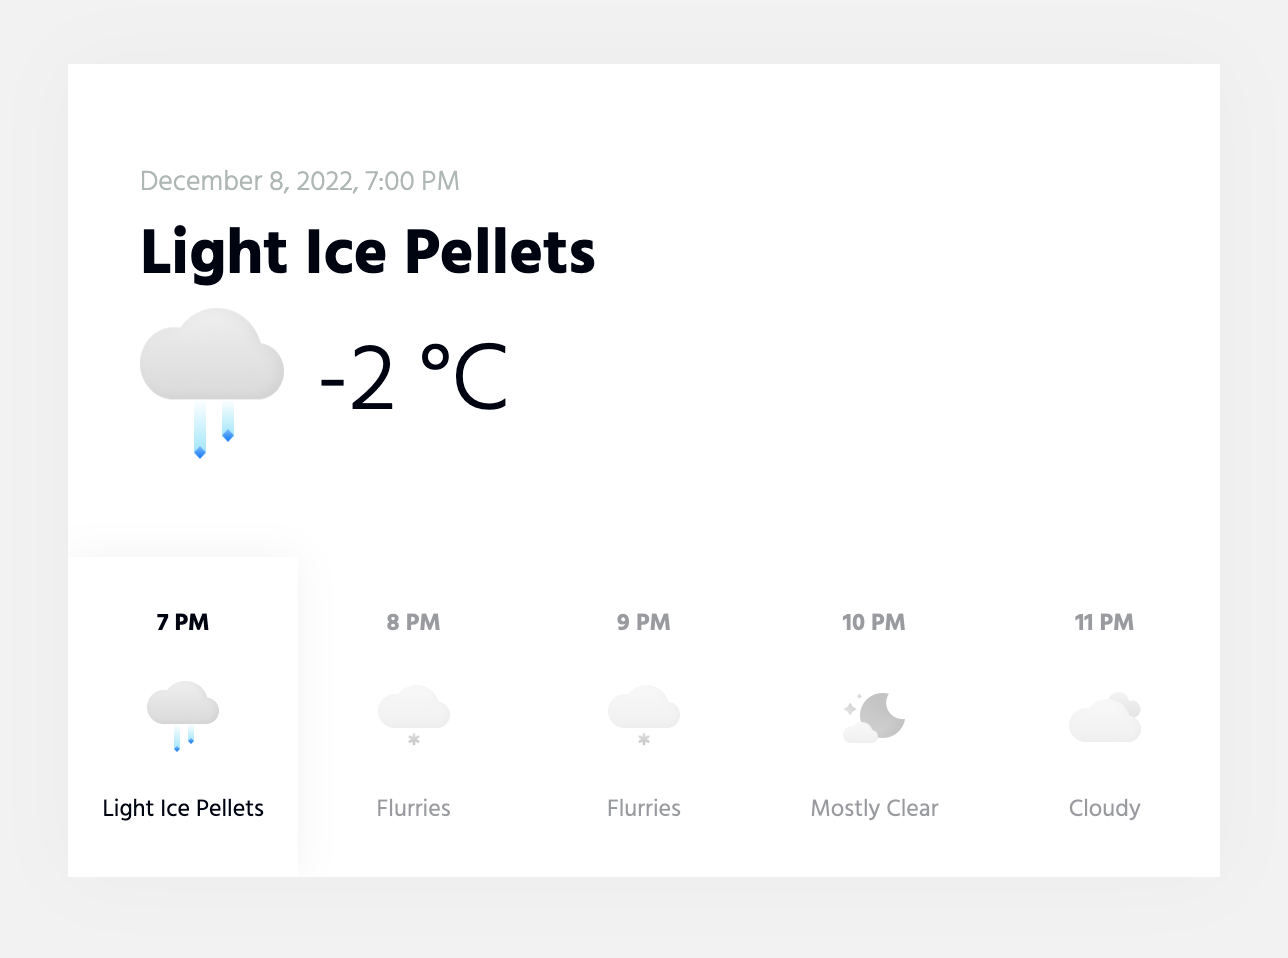 December 8, 2022, 7:00 PM
Light Ice Pellets
-2 °C
7 PM
8 PM
9 PM
10 PM
11 PM
Light Ice Pellets
Flurries
Flurries
Mostly Clear
Cloudy